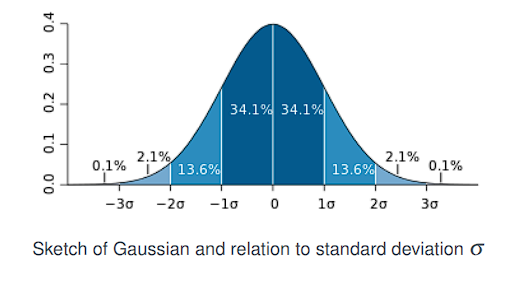 0.4
0.3
0.2
0.1
0.0
34.1% 34.1%
0.1% 2.1% 13.6% 13.6% 2.1% 0.1%
−3σ −2σ −1σ 0 1σ 2σ 3σ
Sketch of Gaussian and relation to standard deviation σ